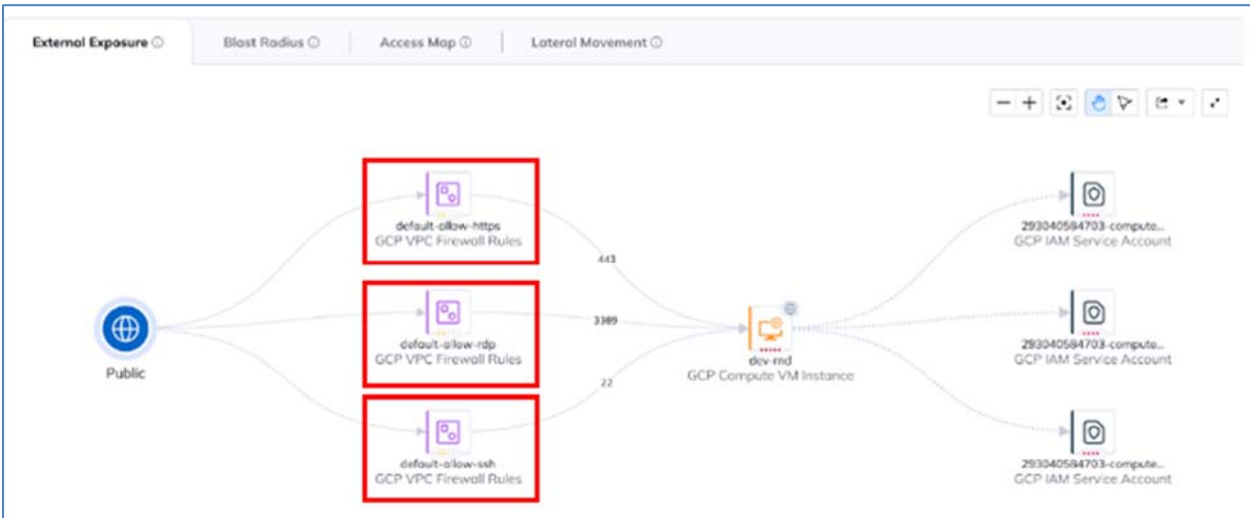 External Exposure
Blast Radius
Access Map
Lateral Movement
default-allow-https
GCP VPC Firewall Rules
443
293040584703-compute...
GCP IAM Service Account
Public
default-allow-rdp
GCP VPC Firewall Rules
3389
dev-rnd
GCP Compute VM Instance
293040584703-compute...
GCP IAM Service Account
default-allow-ssh
GCP VPC Firewall Rules
22
293040584703-compute...
GCP IAM Service Account